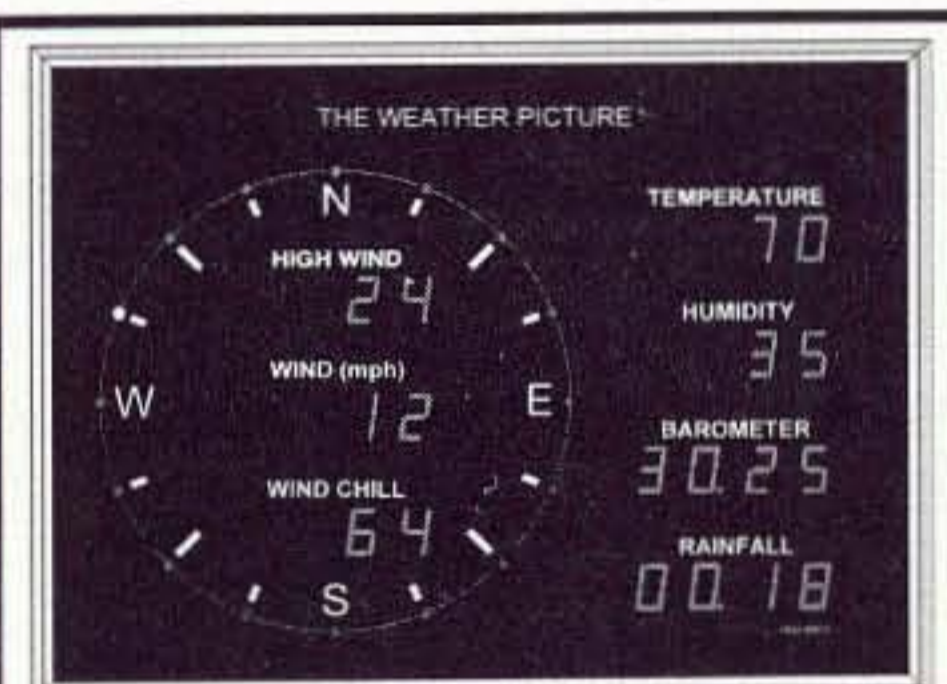 THE WEATHER PICTURE
N
HIGH WIND
24
WIND (mph)
12
W
E
WIND CHILL
64
S
TEMPERATURE
70
HUMIDITY
35
BAROMETER
30.25
RAINFALL
00.18